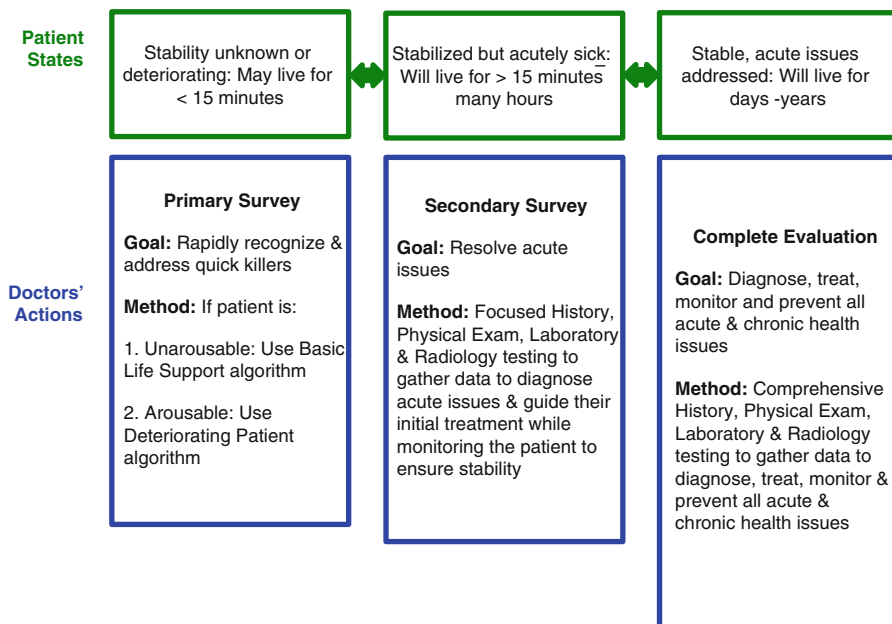 Patient
States
Stability unknown or
deteriorating: May live for
< 15 minutes
Stabilized but acutely sick:
Will live for > 15 minutes
many hours
Stable, acute issues
addressed: Will live for
days -years
Doctors'
Actions
Primary Survey
Goal: Rapidly recognize &
address quick killers
Method: If patient is:
1. Unarousable: Use Basic
Life Support algorithm
2. Arousable: Use
Deteriorating Patient
algorithm
Secondary Survey
Goal: Resolve acute
issues
Method: Focused History,
Physical Exam, Laboratory
& Radiology testing to
gather data to diagnose
acute issues & guide their
initial treatment while
monitoring the patient to
ensure stability
Complete Evaluation
Goal: Diagnose, treat,
monitor and prevent all
acute & chronic health
issues
Method: Comprehensive
History, Physical Exam,
Laboratory & Radiology
testing to gather data to
diagnose, treat, monitor &
prevent all acute &
chronic health issues